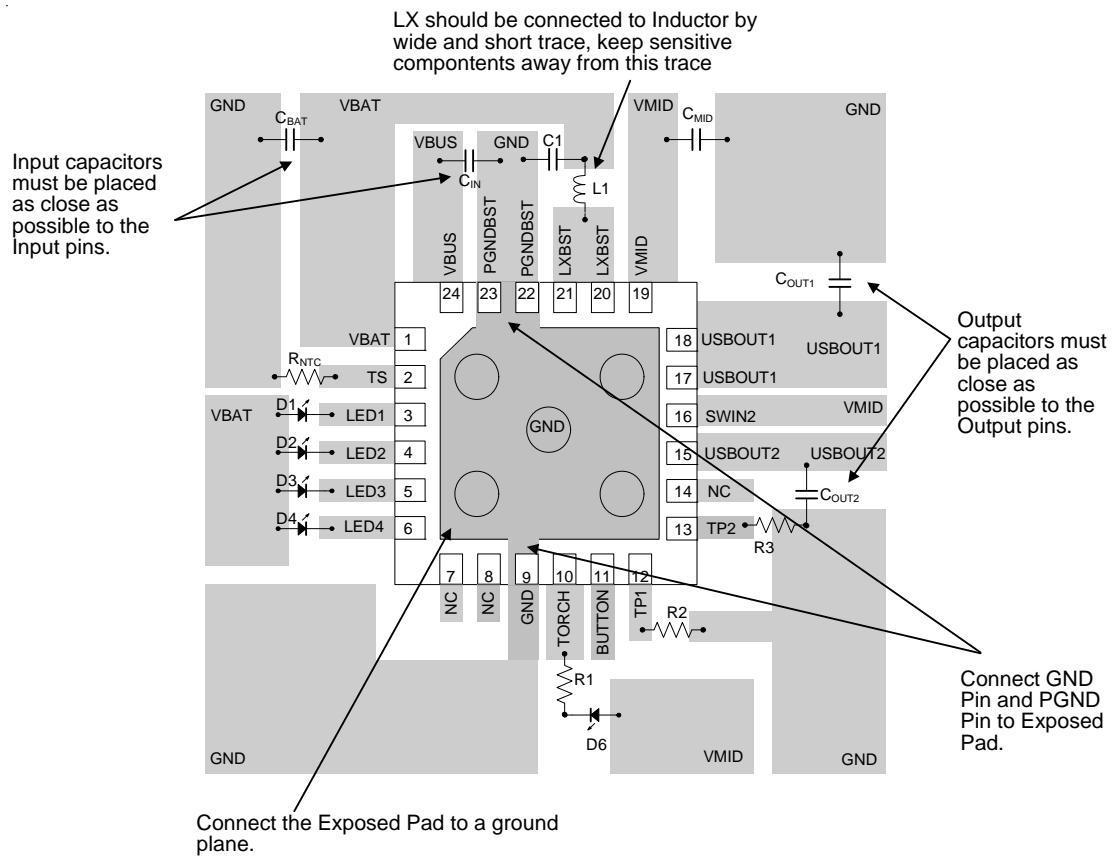 LX should be connected to Inductor by
wide and short trace, keep sensitive
compontents away from this trace
GND
CBAT
VBAT
VMID
CMID
GND
VBUS
GND
C1
CIN
L1
Input capacitors
must be placed
as close as
possible to the
Input pins.
VBUS
PGNDBST
PGNDBST
LXBST
LXBST
VMID
24
23
22
21
20
19
COUT1
Output
capacitors must
be placed as
close as
possible to the
Output pins.
VBAT
1
18
USBOUT1
USBOUT1
RNTC
TS
2
17
USBOUT1
VBAT
D1
LED1
3
16
SWIN2
VMID
GND
D2
LED2
4
15
USBOUT2
USBOUT2
D3
LED3
5
14
NC
COUT2
D4
LED4
6
13
TP2
R3
7
8
9
10
11
12
NC
NC
GND
TORCH
BUTTON
TP1
R2
R1
D6
Connect GND
Pin and PGND
Pin to Exposed
Pad.
GND
VMID
GND
Connect the Exposed Pad to a ground
plane.